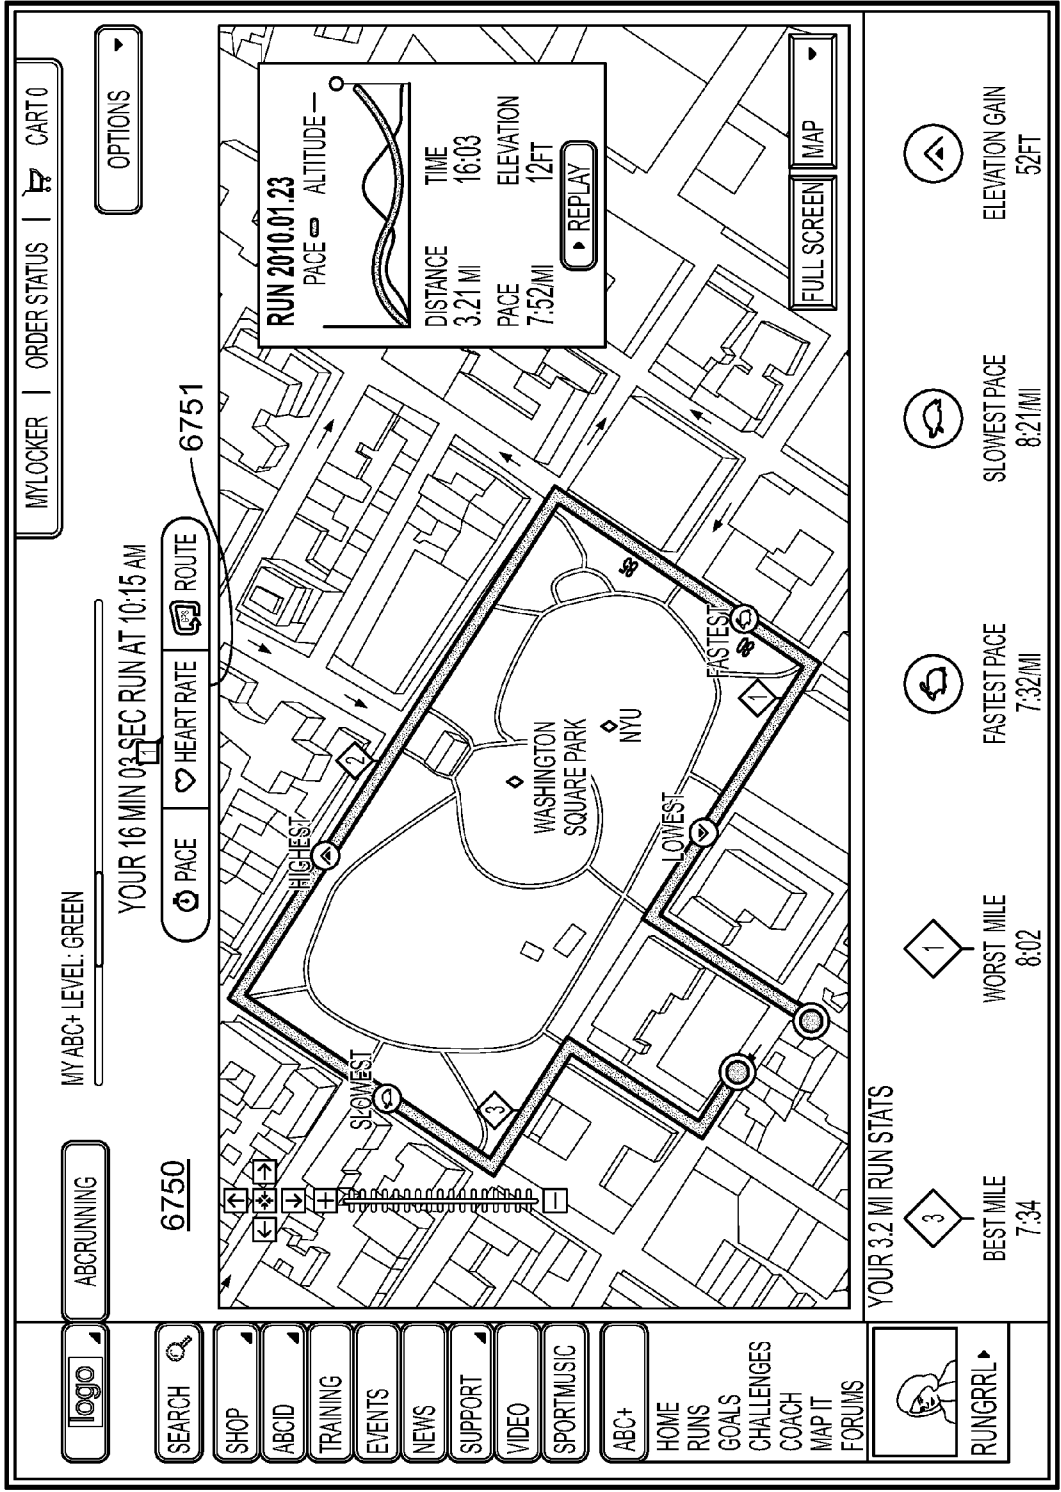 MYLOCKER | ORDER STATUS | CART 0
logo
ABCRUNNING
MY ABC+ LEVEL: GREEN
OPTIONS
YOUR 16 MIN 03 SEC RUN AT 10:15 AM
1
PACE
HEART RATE
GPS
ROUTE
6750
6751
SEARCH
SHOP
ABCID
TRAINING
EVENTS
NEWS
SUPPORT
VIDEO
SPORTMUSIC
ABC+
HOME
RUNS
GOALS
CHALLENGES
COACH
MAP IT
FORUMS
RUNGRRL
RUN 2010.01.23
PACE
ALTITUDE
DISTANCE
3.21 MI
TIME
16:03
PACE
7:52/MI
ELEVATION
12FT
REPLAY
HIGHEST
2
SLOWEST
3
WASHINGTON
SQUARE PARK
NYU
85
FASTEST
80
1
LOWEST
FULL SCREEN
MAP
YOUR 3.2 MI RUN STATS
3
BEST MILE
7:34
1
WORST MILE
8:02
FASTEST PACE
7:32/MI
SLOWEST PACE
8:21/MI
ELEVATION GAIN
52FT